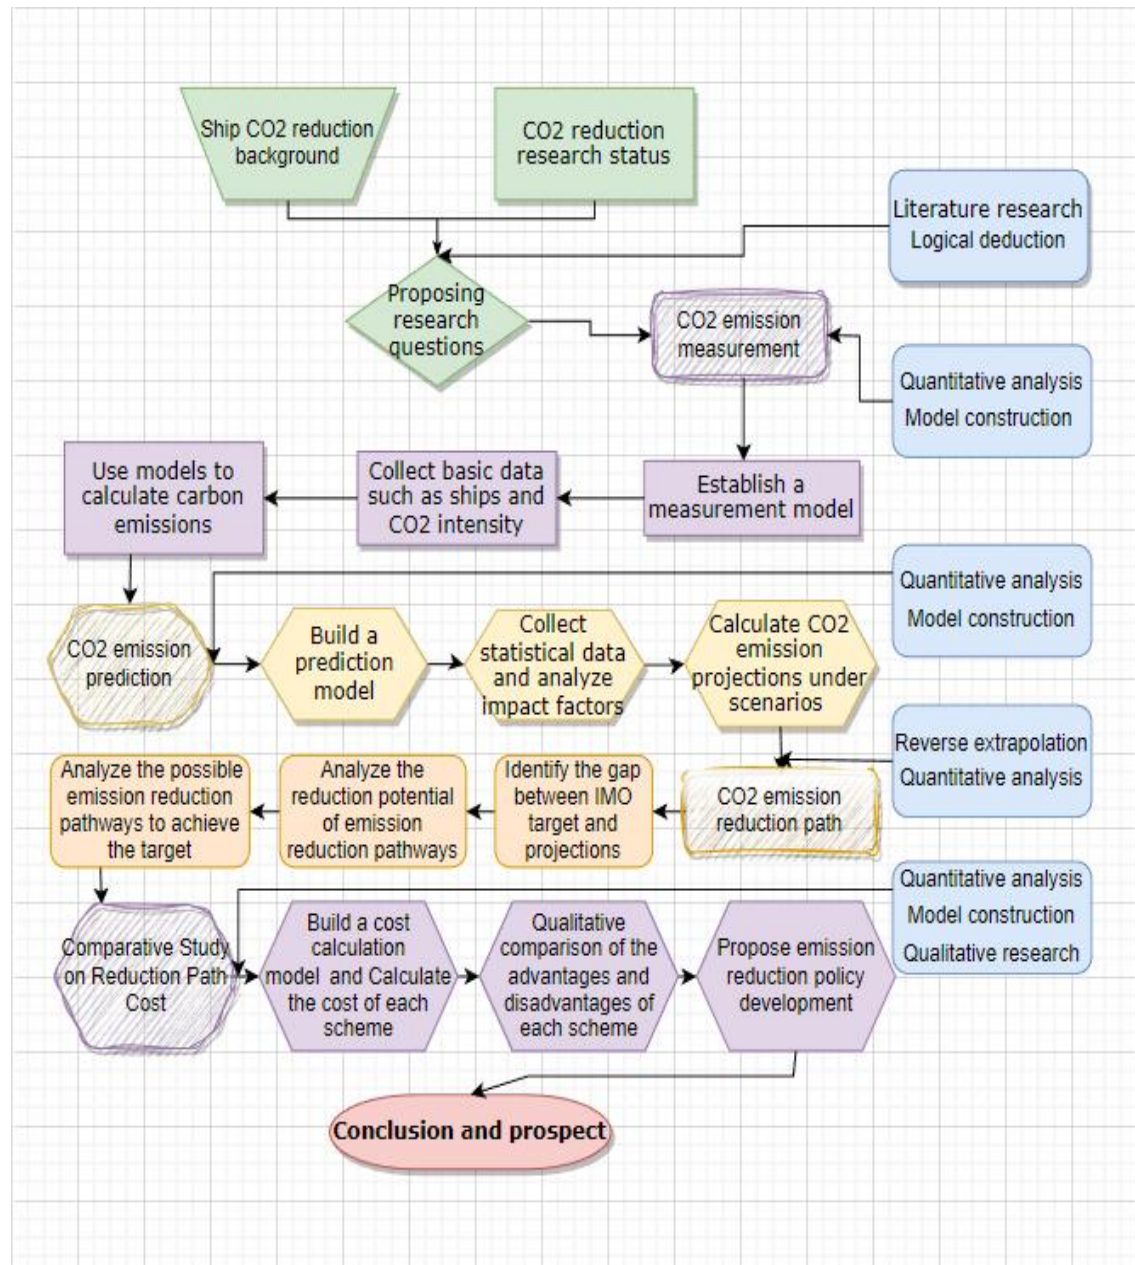 Ship CO2 reduction
background
CO2 reduction
research status
Literature research
Logical deduction
Proposing
research
questions
CO2 emission
measurement
Quantitative analysis
Model construction
Use models to
calculate carbon
emissions
Collect basic data
such as ships and
CO2 intensity
Establish a
measurement model
Quantitative analysis
Model construction
CO2 emission
prediction
Build a
prediction
model
Collect
statistical data
and analyze
impact factors
Calculate CO2
emission
projections under
scenarios
Reverse extrapolation
Quantitative analysis
Analyze the possible
emission reduction
pathways to achieve
the target
Analyze the
reduction potential
of emission
reduction pathways
Identify the gap
between IMO
target and
projections
CO2 emission
reduction path
Quantitative analysis
Model construction
Qualitative research
Comparative Study
on Reduction Path
Cost
Build a cost
calculation
model and Calculate
the cost of each
scheme
Qualitative
comparison of the
advantages and
disadvantages of
each scheme
Propose emission
reduction policy
development
Conclusion and prospect